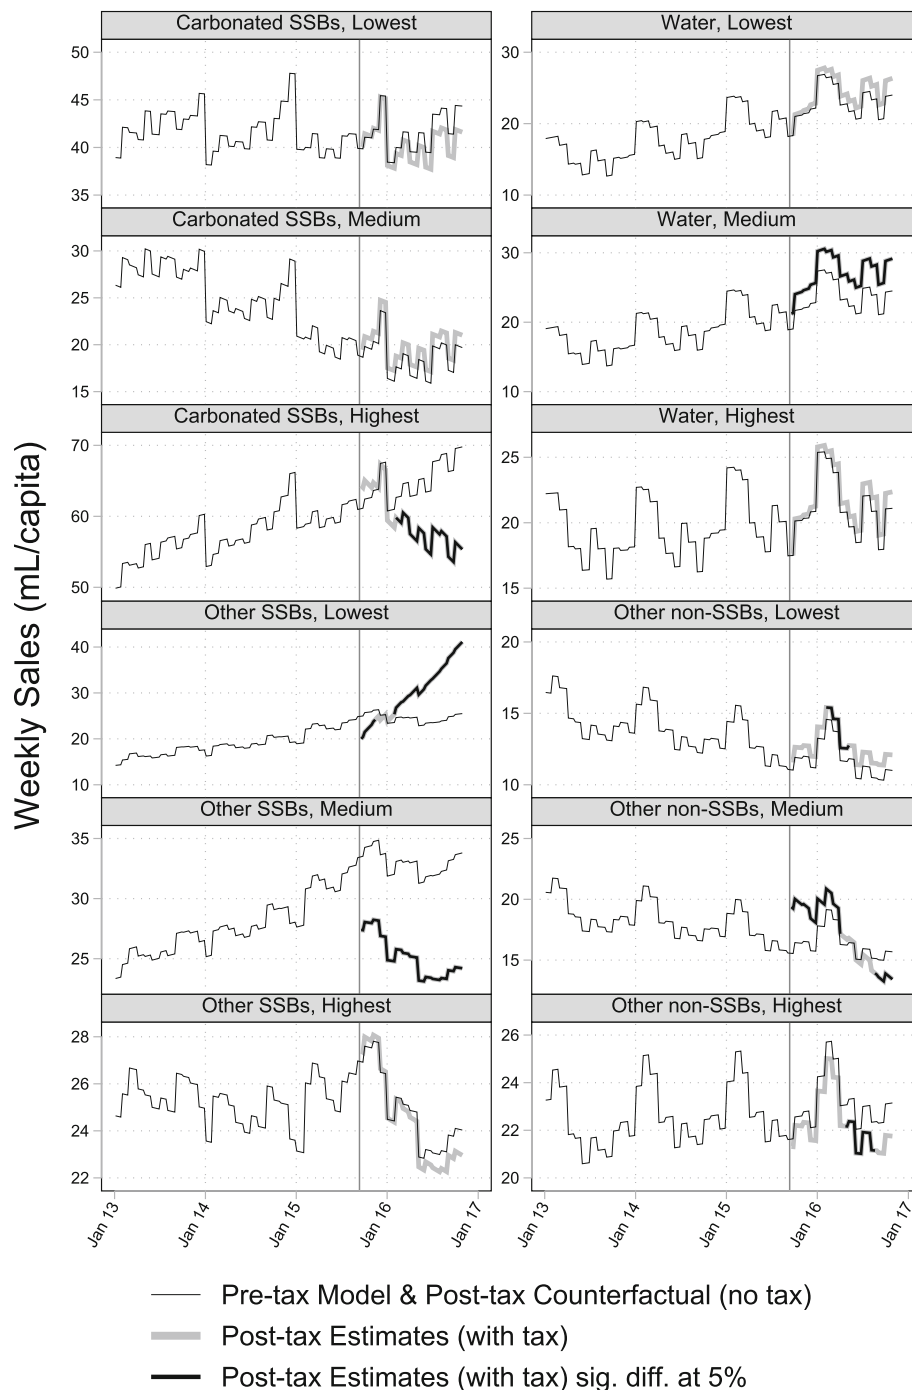 Carbonated SSBs, Lowest
50
45
40
35
Carbonated SSBs, Medium
30
25
20
15
Carbonated SSBs, Highest
70
60
50
Other SSBs, Lowest
40
30
20
10
Other SSBs, Medium
35
30
25
Other SSBs, Highest
28
26
24
22
Water, Lowest
30
20
10
Water, Medium
30
20
10
Water, Highest
25
20
15
Other non-SSBs, Lowest
20
15
10
Other non-SSBs, Medium
25
20
15
Other non-SSBs, Highest
26
24
22
20
Weekly Sales (mL/capita)
Jan 13
Jan 14
Jan 15
Jan 16
Jan 17
Jan 13
Jan 14
Jan 15
Jan 16
Jan 17
Pre-tax Model & Post-tax Counterfactual (no tax)
Post-tax Estimates (with tax)
Post-tax Estimates (with tax) sig. diff. at 5%